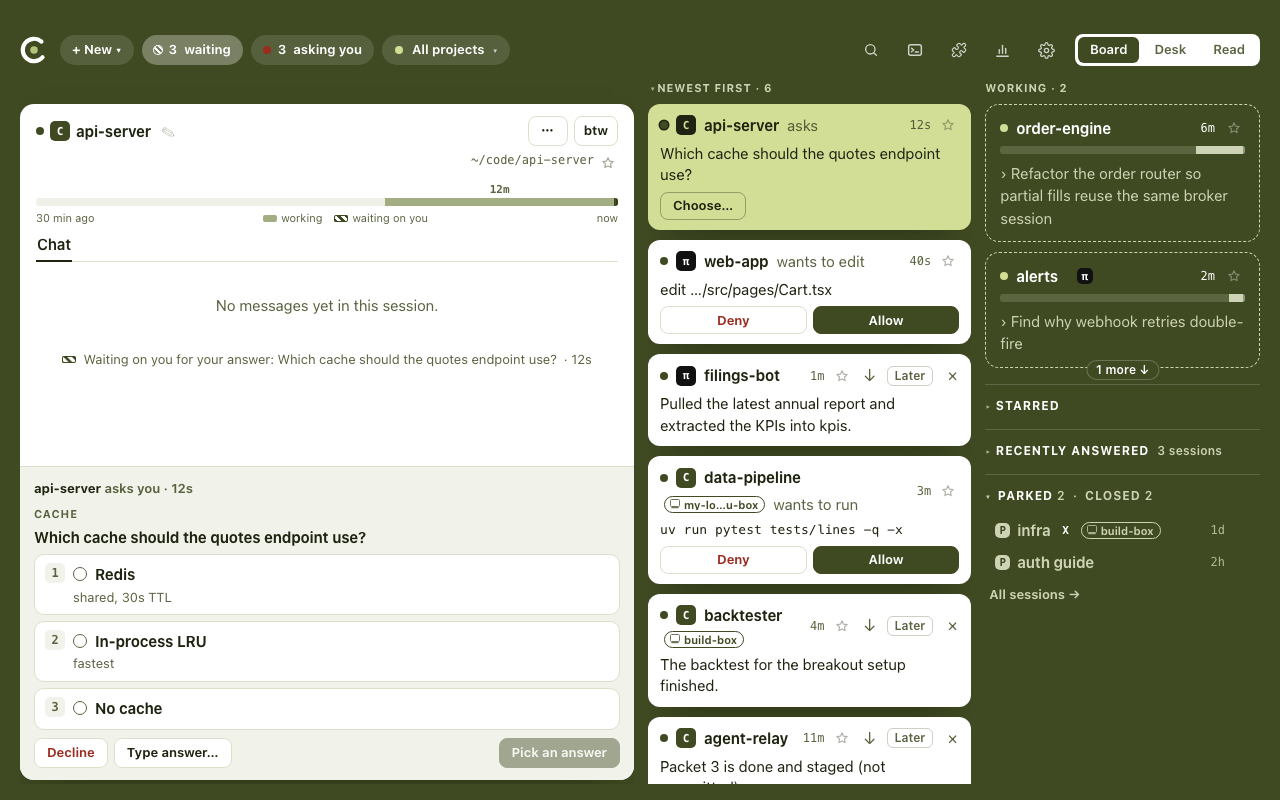 + New ▾
3 waiting
3 asking you
All projects ▾
Board
Desk
Read
C api-server
···
btw
~/code/api-server
12m
30 min ago
working
waiting on you
now
Chat
No messages yet in this session.
Waiting on you for your answer: Which cache should the quotes endpoint use? · 12s
api-server asks you · 12s
CACHE
Which cache should the quotes endpoint use?
1 Redis
shared, 30s TTL
2 In-process LRU
fastest
3 No cache
Decline
Type answer…
Pick an answer
▾ NEWEST FIRST · 6
C api-server asks 12s
Which cache should the quotes endpoint
use?
Choose…
π web-app wants to edit 40s
edit …/src/pages/Cart.tsx
Deny
Allow
π filings-bot 1m ↓ Later ×
Pulled the latest annual report and
extracted the KPIs into kpis.
C data-pipeline
my-lo…u-box wants to run 3m
uv run pytest tests/lines -q -x
Deny
Allow
C backtester
build-box
4m ↓ Later ×
The backtest for the breakout setup
finished.
C agent-relay 11m ↓ Later ×
Packet 3 is done and staged (not
WORKING · 2
order-engine 6m
› Refactor the order router so
partial fills reuse the same broker
session
alerts π 2m
› Find why webhook retries double-
fire
1 more ↓
▸ STARRED
▸ RECENTLY ANSWERED 3 sessions
▾ PARKED 2 · CLOSED 2
P infra X build-box 1d
P auth guide 2h
All sessions →